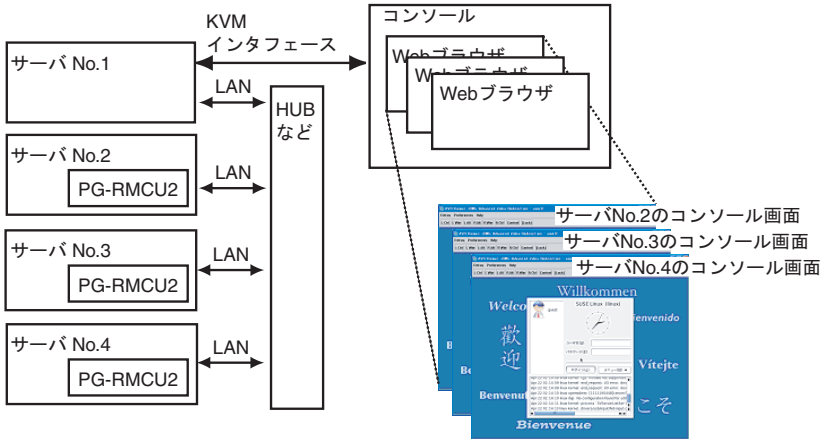 KVM
インタフェース
コンソール
サーバ No.1
Webブラウザ
Webブラウザ
Webブラウザ
LAN
HUB
など
サーバ No.2
PG-RMCU2
LAN
サーバ No.3
PG-RMCU2
LAN
サーバ No.4
PG-RMCU2
LAN
サーバNo.2のコンソール画面
サーバNo.3のコンソール画面
サーバNo.4のコンソール画面
Willkommen
Welco
ienvenido
SUSE Linux (linux)
歓迎
Vítejte
Benvenu
こそ
Bienvenue